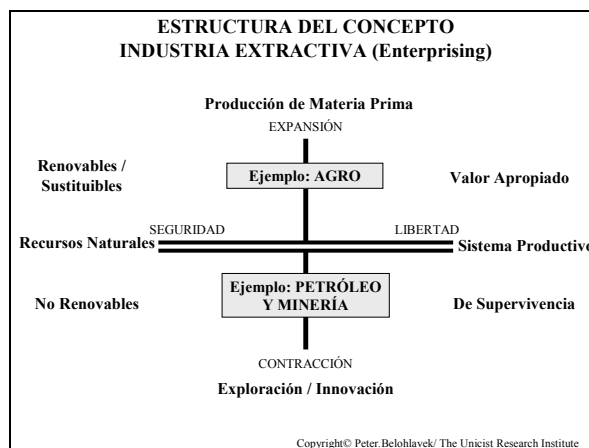 ESTRUCTURA DEL CONCEPTO
INDUSTRIA EXTRACTIVA (Enterprising)
Producción de Materia Prima
EXPANSIÓN
Renovables /
Sustituibles
Ejemplo: AGRO
Valor Apropiado
SEGURIDAD
LIBERTAD
Recursos Naturales
Sistema Productivo
No Renovables
Ejemplo: PETRÓLEO
Y MINERÍA
De Supervivencia
CONTRACCIÓN
Exploración / Innovación
Copyright© Peter.Belohlavek/ The Unicist Research Institute